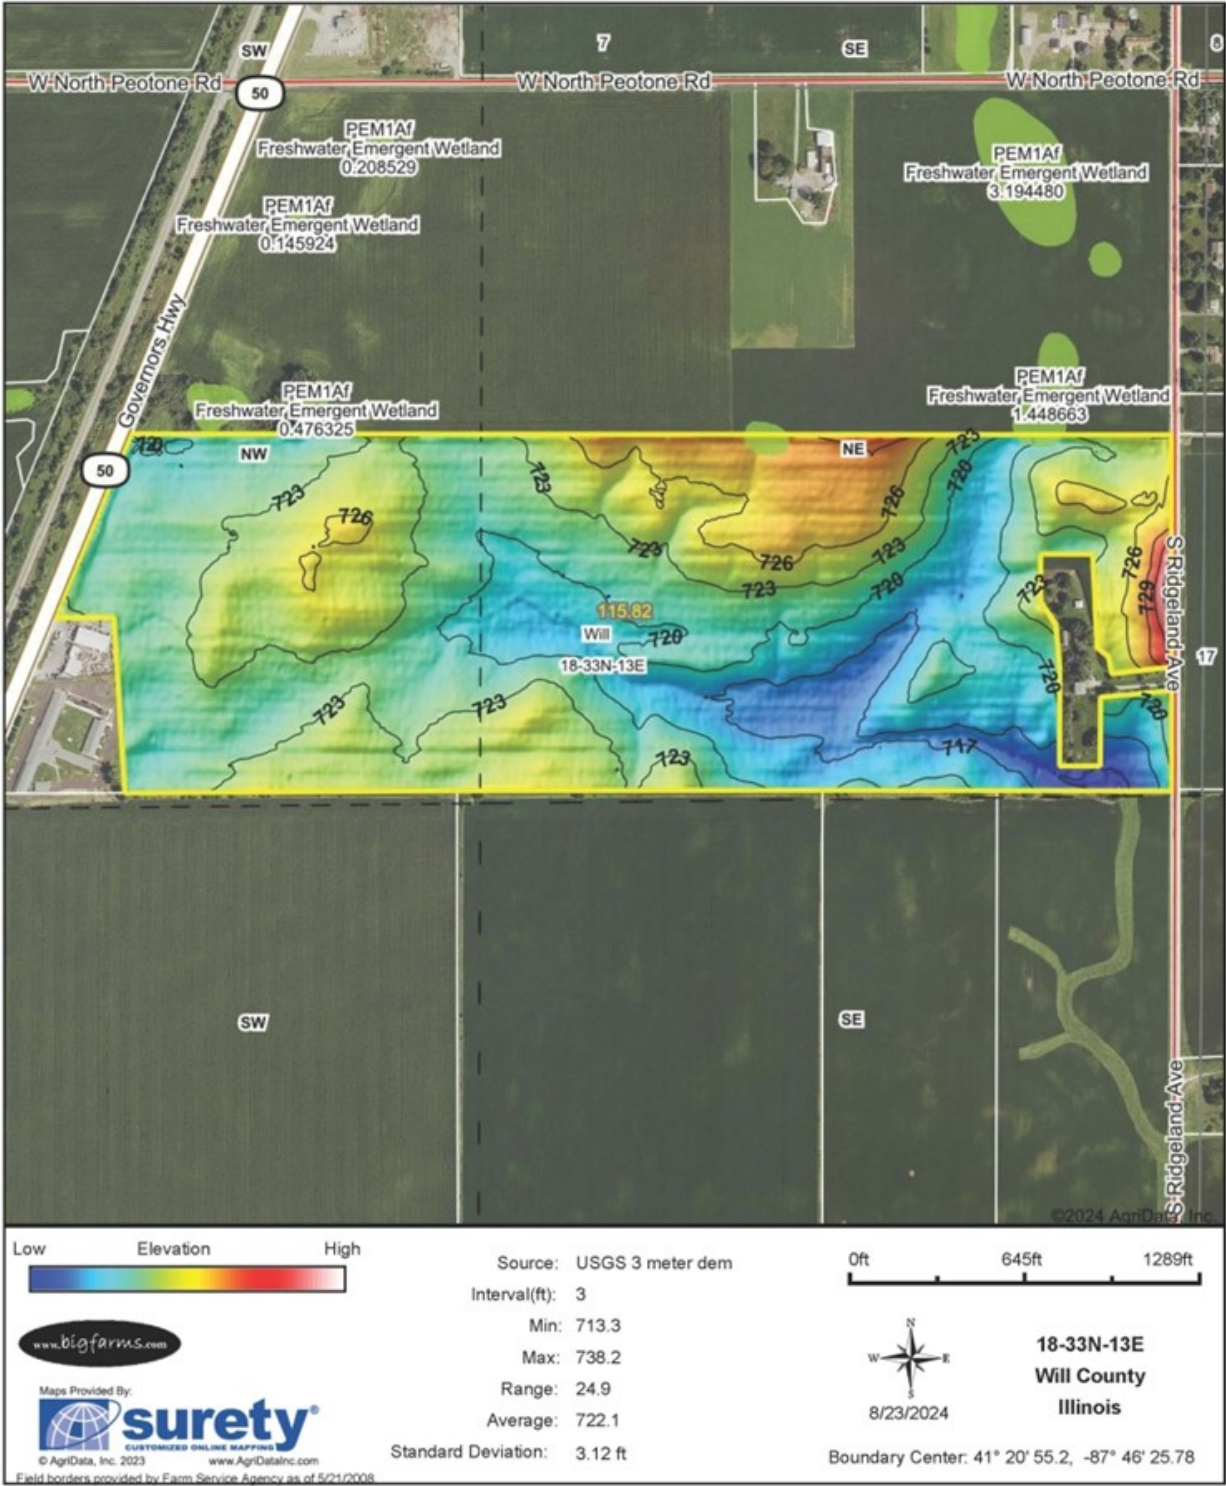 SW
7
SE
8
W North Peotone Rd
W North Peotone Rd
W North Peotone Rd
50
PEM1Af
Freshwater Emergent Wetland
0.208529
PEM1Af
Freshwater Emergent Wetland
3.194480
PEM1Af
Freshwater Emergent Wetland
0.145924
Governors Hwy
PEM1Af
Freshwater Emergent Wetland
0.476325
PEM1Af
Freshwater Emergent Wetland
1.448663
50
720
NW
NE
723
720
723
723
726
726
723
726
723
726
723
720
723
726
729
S Ridgeland Ave
115.82
Will
720
18-33N-13E
17
720
720
723
723
717
723
SW
SE
S Ridgeland Ave
©2024 AgriData, Inc.
Low Elevation High
www.bigfarms.com
Maps Provided By:
surety®
CUSTOMIZED ONLINE MAPPING
© AgriData, Inc. 2023 www.AgriDataInc.com
Field borders provided by Farm Service Agency as of 5/21/2008.
Source: USGS 3 meter dem
Interval(ft): 3
Min: 713.3
Max: 738.2
Range: 24.9
Average: 722.1
Standard Deviation: 3.12 ft
0ft 645ft 1289ft
N
W E
S
8/23/2024
18-33N-13E
Will County
Illinois
Boundary Center: 41° 20' 55.2, -87° 46' 25.78